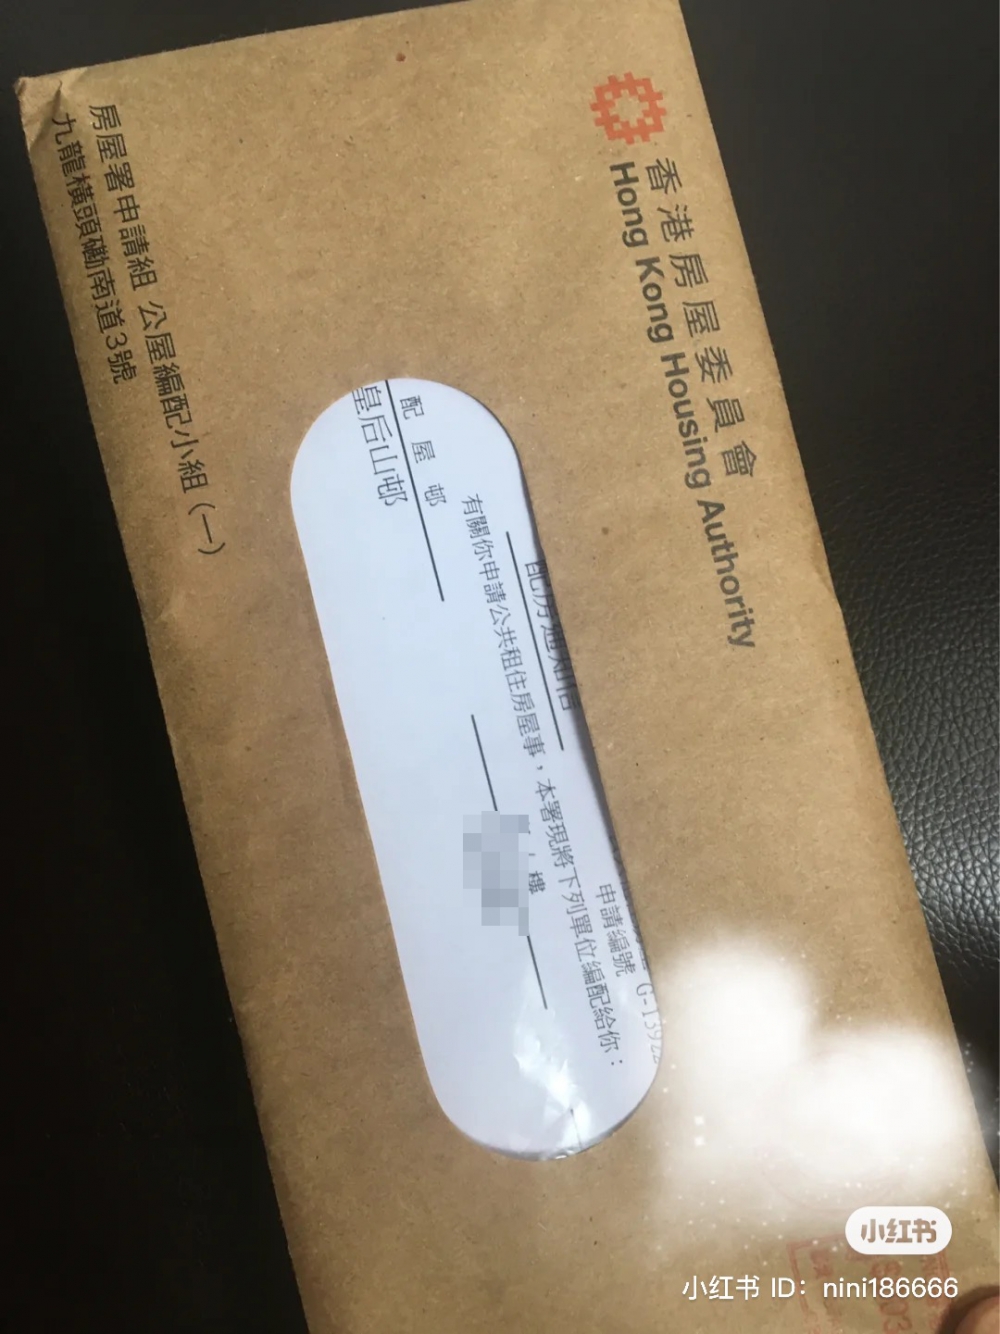 香港房屋委員會
Hong Kong Housing Authority
申請編號 G-1392
配房通知信
有關你申請公共租住房屋事，本署現將下列單位編配給你：
配屋邨
樓
皇后山邨
房屋署申請組 公屋編配小組 (一)
九龍橫頭磡南道3號
小红书
小红书 ID：nini186666